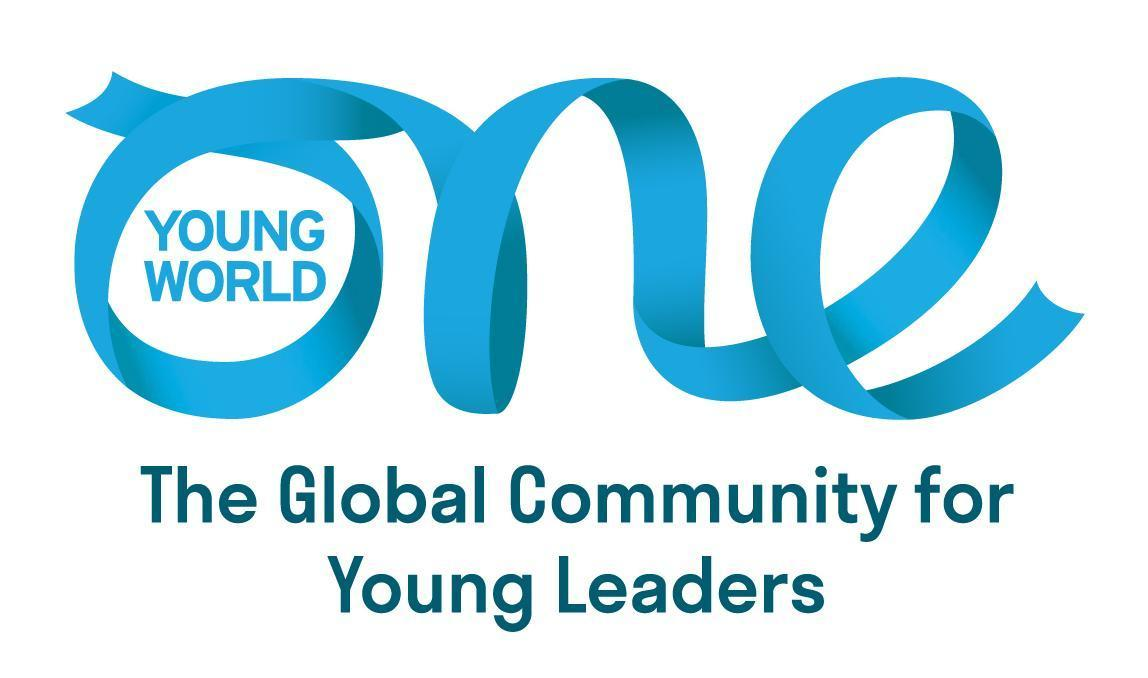 one
YOUNG
WORLD
The Global Community for
Young Leaders